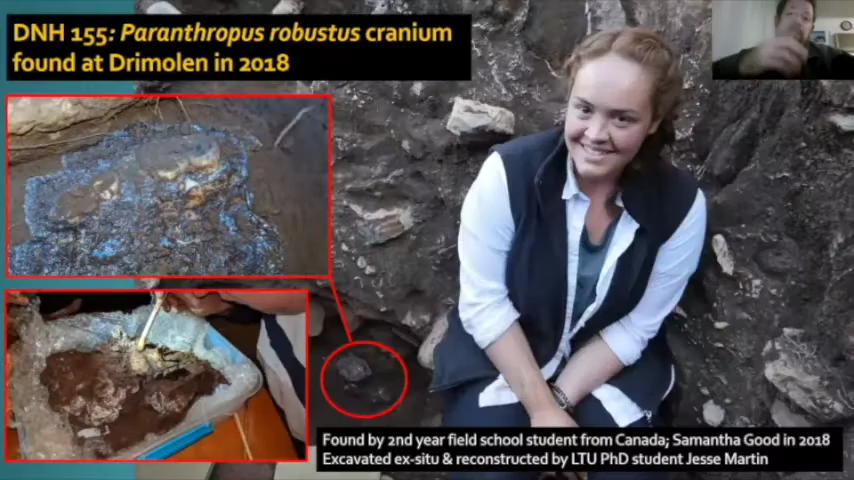 DNH 155: Paranthropus robustus cranium
found at Drimolen in 2018
Found by 2nd year field school student from Canada; Samantha Good in 2018
Excavated ex-situ & reconstructed by LTU PhD student Jesse Martin